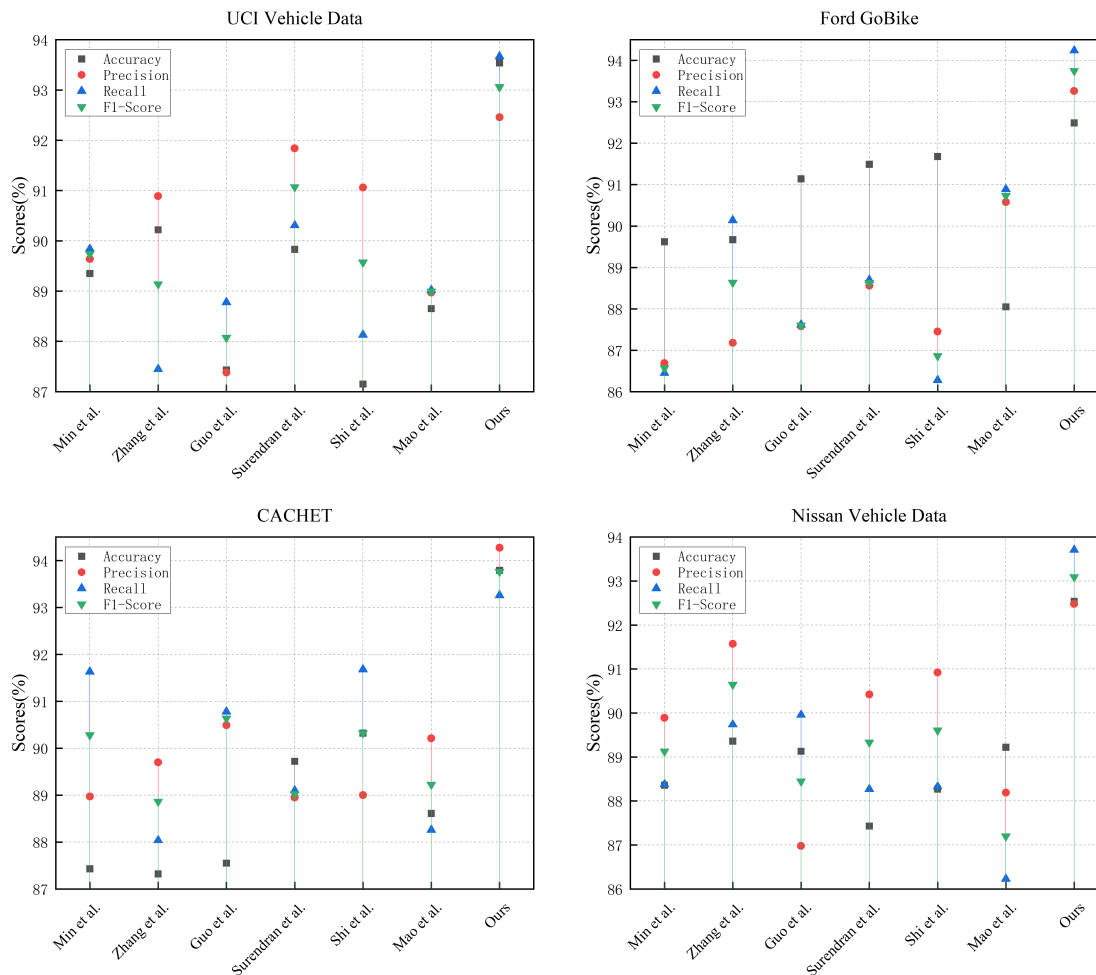 UCI Vehicle Data
94
93
92
91
90
89
88
87
Scores(%)
Accuracy
Precision
Recall
F1-Score
Min et al.
Zhang et al.
Guo et al.
Surendran et al.
Shi et al.
Mao et al.
Ours
Ford GoBike
94
93
92
91
90
89
88
87
86
Scores(%)
Accuracy
Precision
Recall
F1-Score
Min et al.
Zhang et al.
Guo et al.
Surendran et al.
Shi et al.
Mao et al.
Ours
CACHET
94
93
92
91
90
89
88
87
Scores(%)
Accuracy
Precision
Recall
F1-Score
Min et al.
Zhang et al.
Guo et al.
Surendran et al.
Shi et al.
Mao et al.
Ours
Nissan Vehicle Data
94
93
92
91
90
89
88
87
86
Scores(%)
Accuracy
Precision
Recall
F1-Score
Min et al.
Zhang et al.
Guo et al.
Surendran et al.
Shi et al.
Mao et al.
Ours